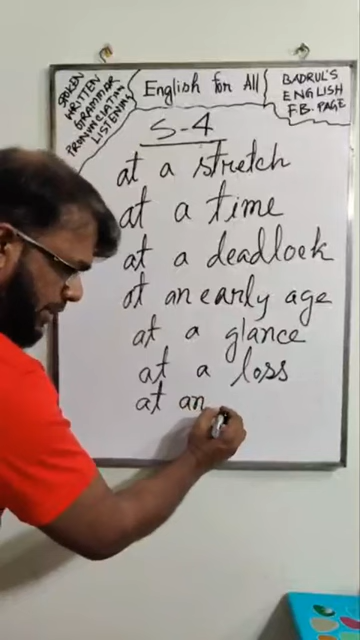 SPOKEN
WRITTEN
GRAMMAR
PRONUNCIATION
LISTENING
English for All
BADRUL'S
ENGLISH
F.B. PAGE
S-4
at a stretch
at a time
at a deadlock
at an early age
at a glance
at a loss
at an